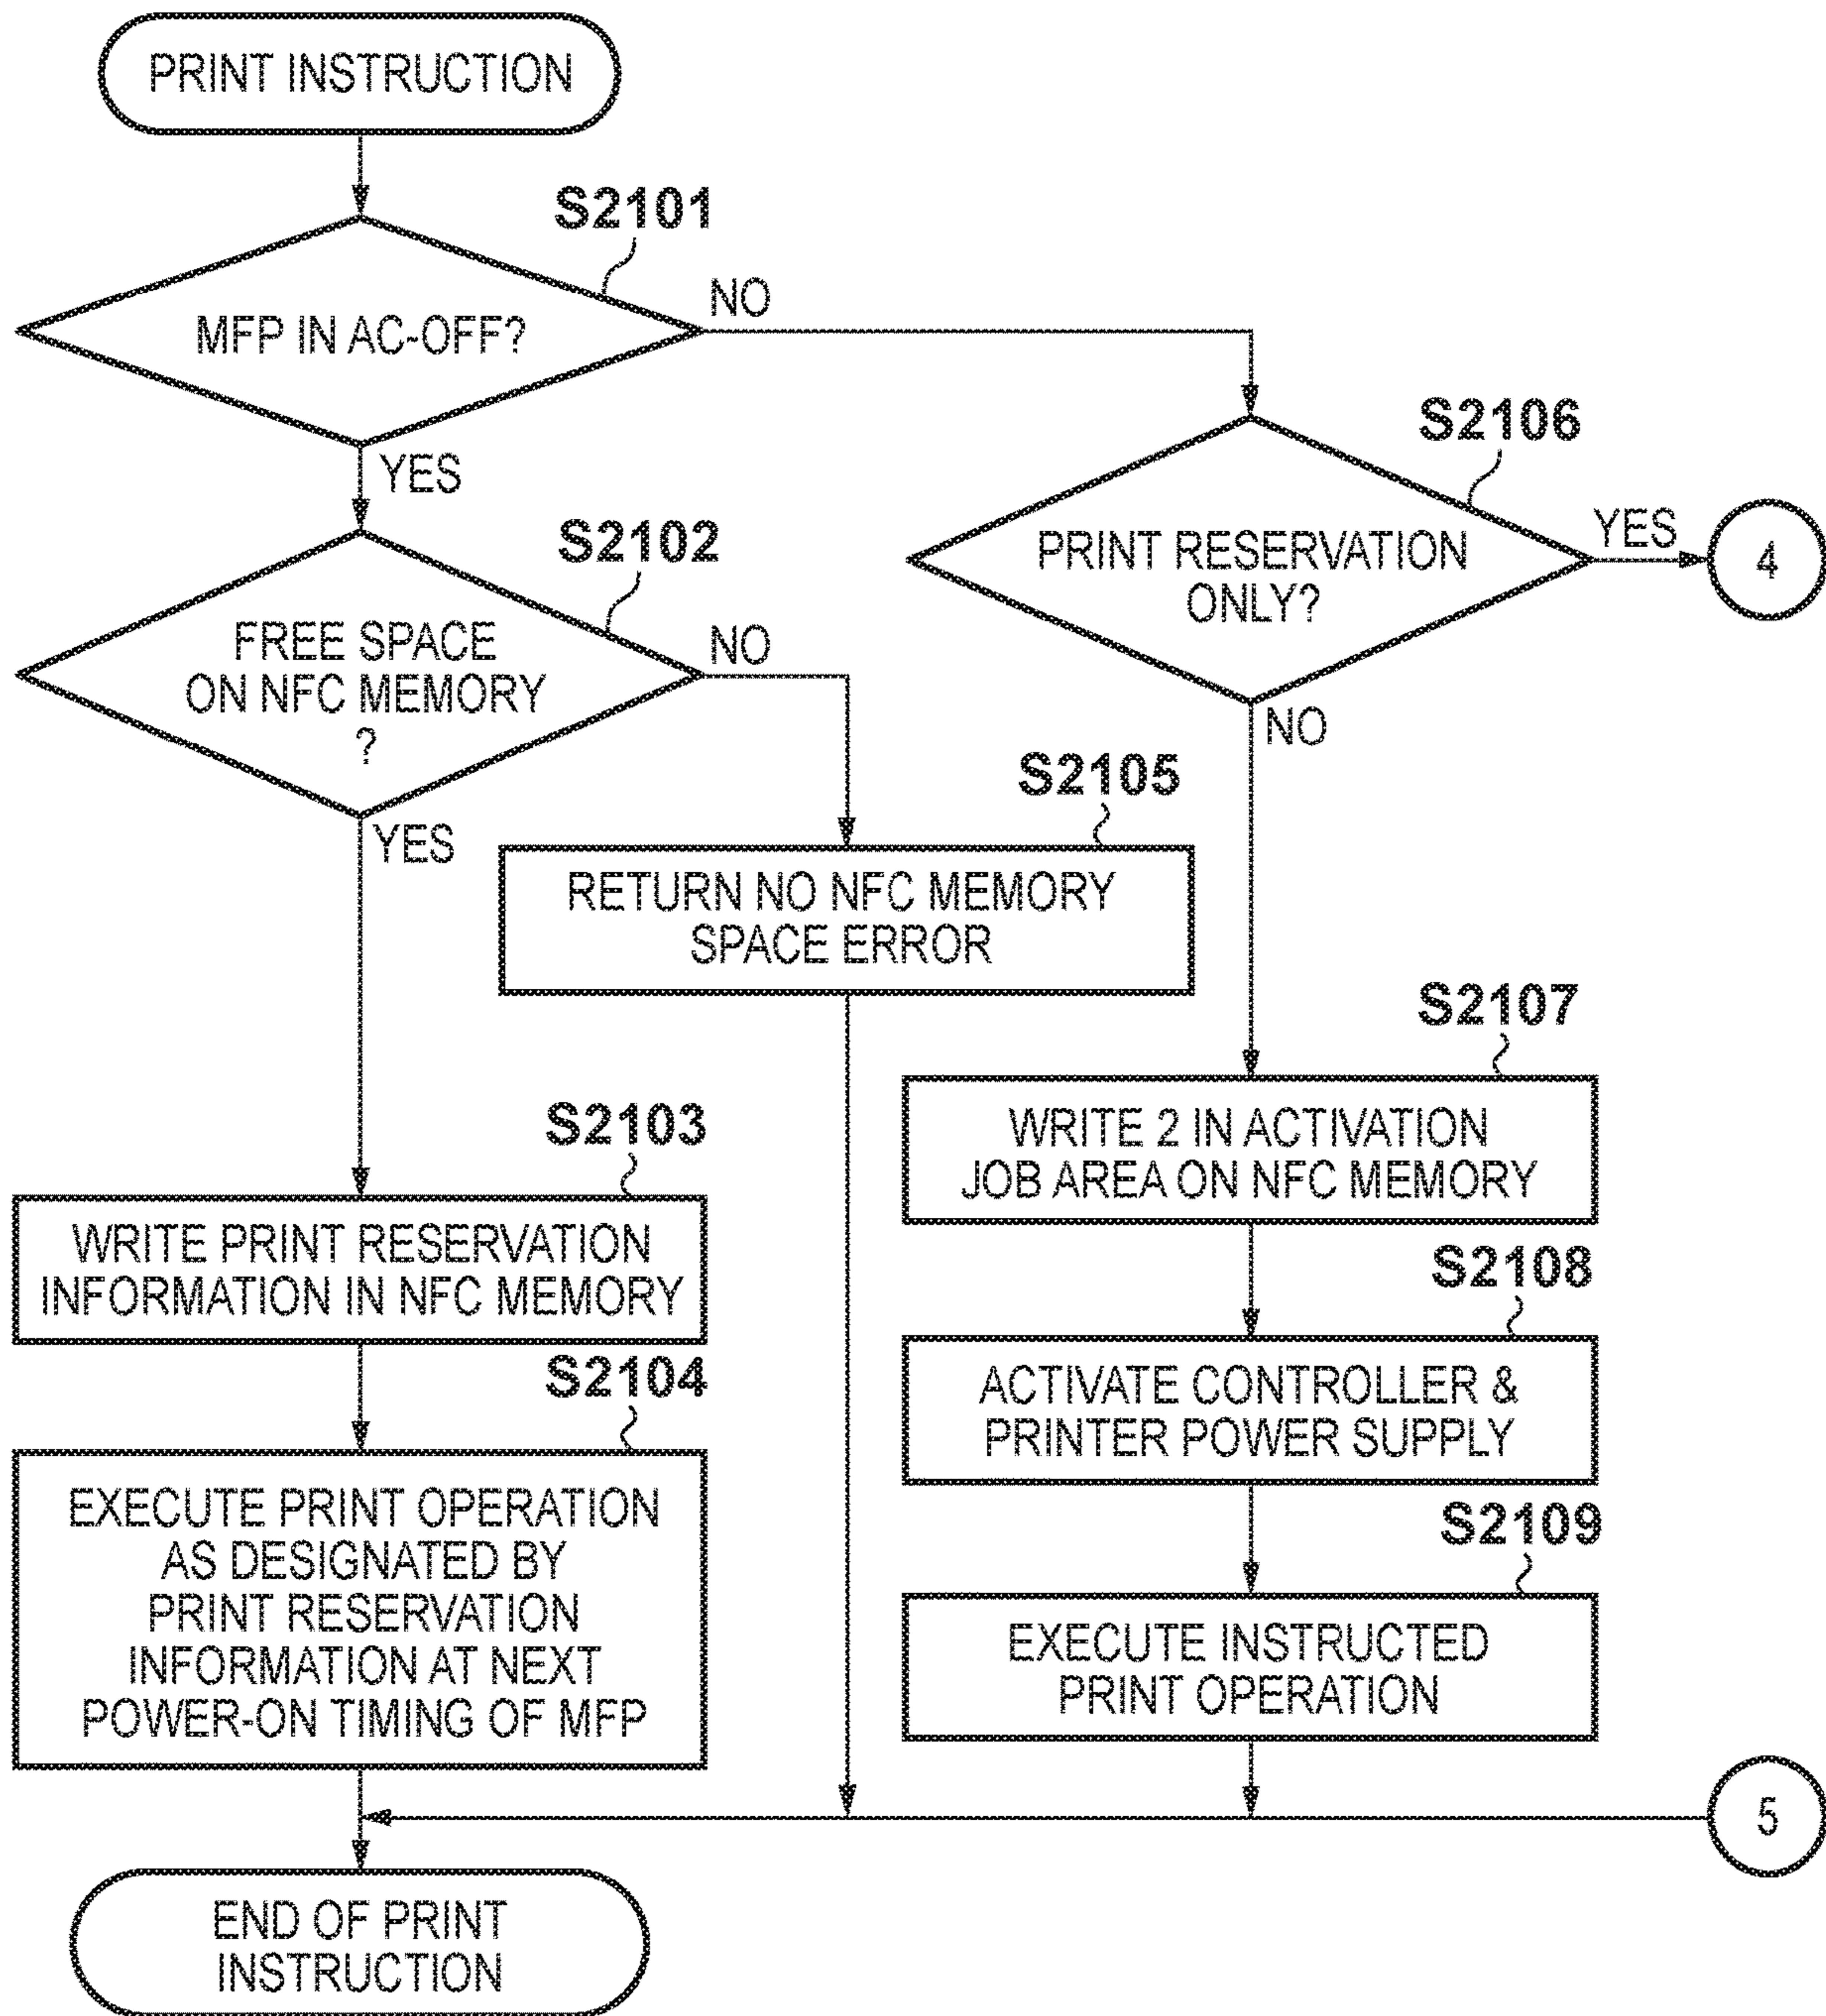 PRINT INSTRUCTION
S2101
MFP IN AC-OFF?
NO
YES
S2106
PRINT RESERVATION
ONLY?
YES
4
NO
S2102
FREE SPACE
ON NFC MEMORY
?
NO
YES
S2105
RETURN NO NFC MEMORY
SPACE ERROR
S2107
WRITE 2 IN ACTIVATION
JOB AREA ON NFC MEMORY
S2103
WRITE PRINT RESERVATION
INFORMATION IN NFC MEMORY
S2108
ACTIVATE CONTROLLER &
PRINTER POWER SUPPLY
S2104
EXECUTE PRINT OPERATION
AS DESIGNATED BY
PRINT RESERVATION
INFORMATION AT NEXT
POWER-ON TIMING OF MFP
S2109
EXECUTE INSTRUCTED
PRINT OPERATION
5
END OF PRINT
INSTRUCTION